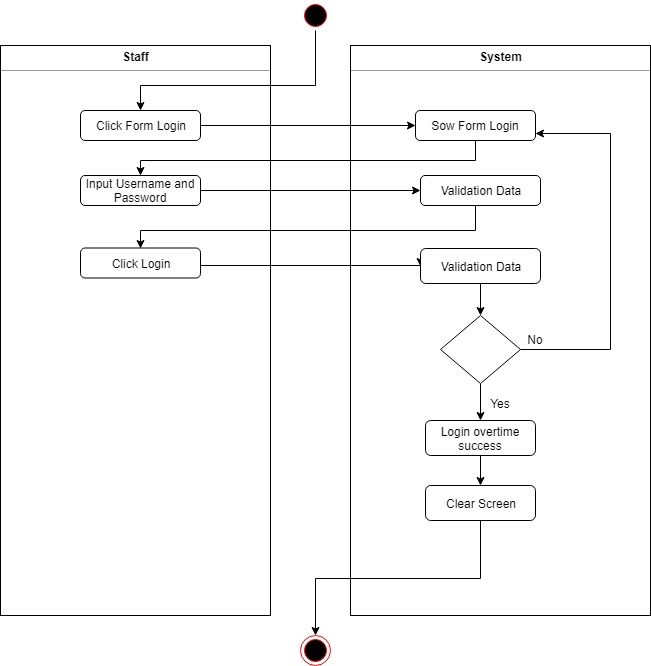 Staff
System
Click Form Login
Sow Form Login
Input Username and
Password
Validation Data
Click Login
Validation Data
No
Yes
Login overtime
success
Clear Screen